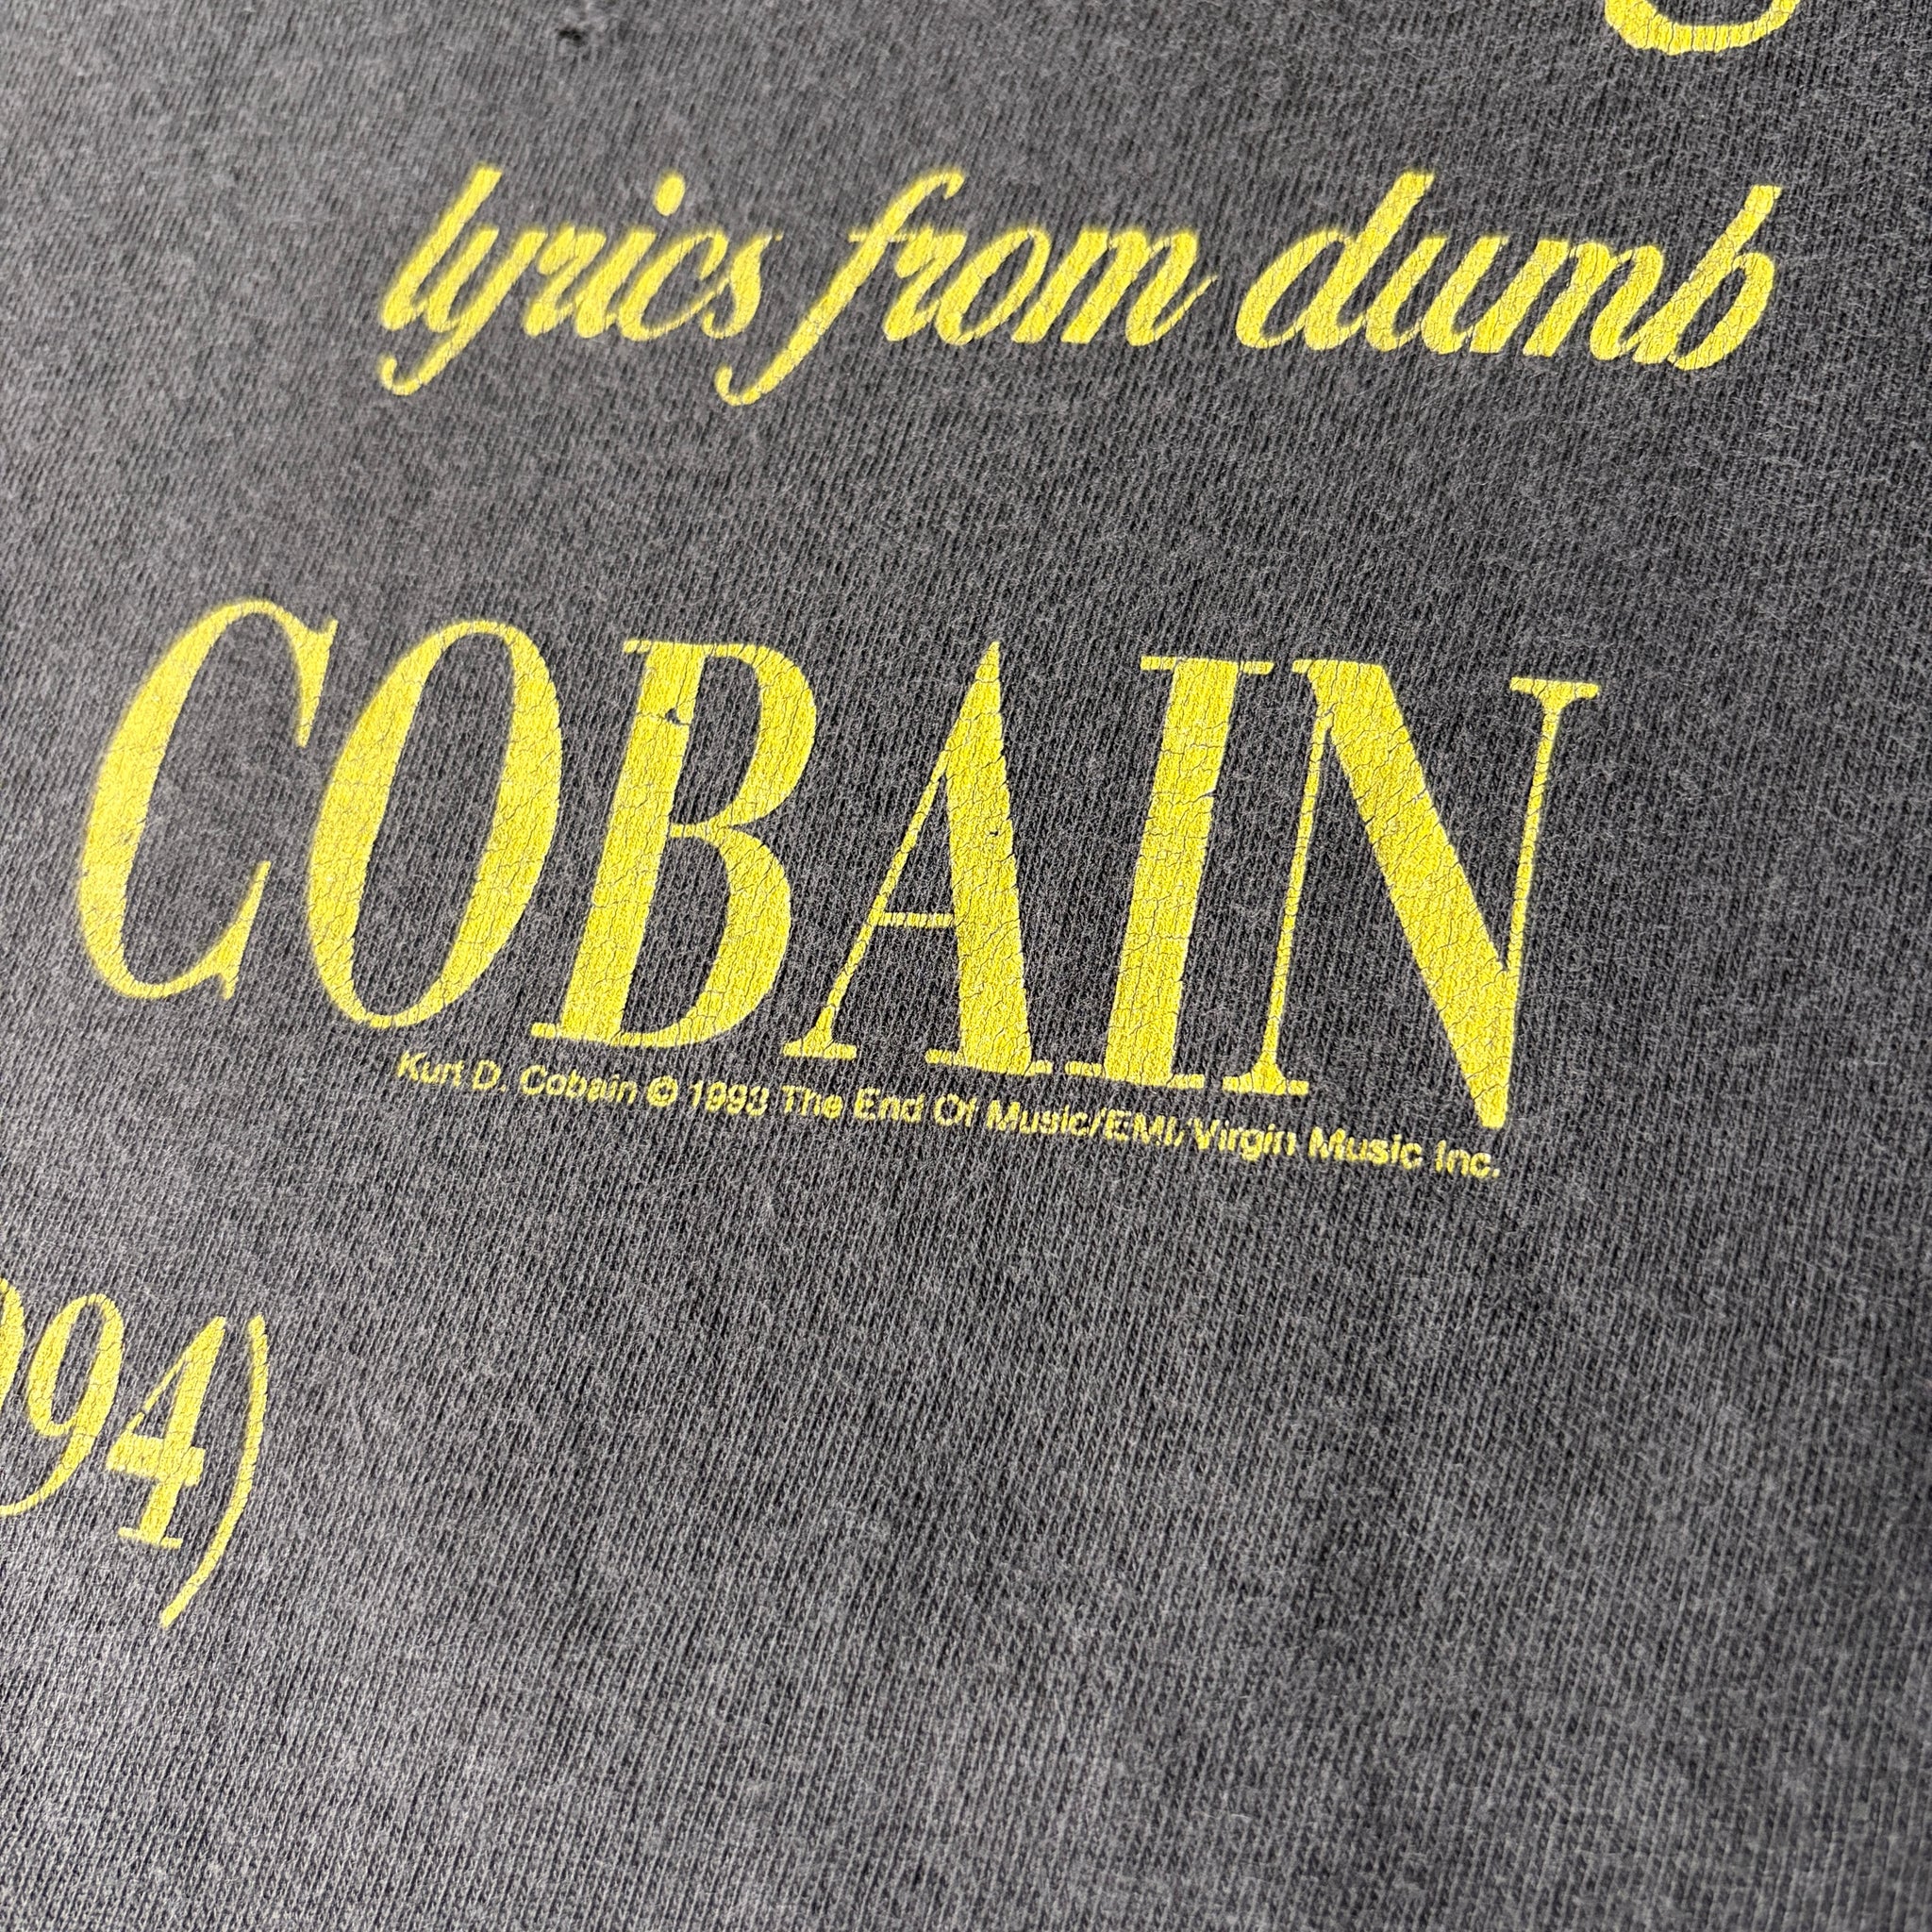 lyrics from dumb
COBAIN
Kurt D. Cobain © 1993 The End Of Music/EMI/Virgin Music Inc.
994)